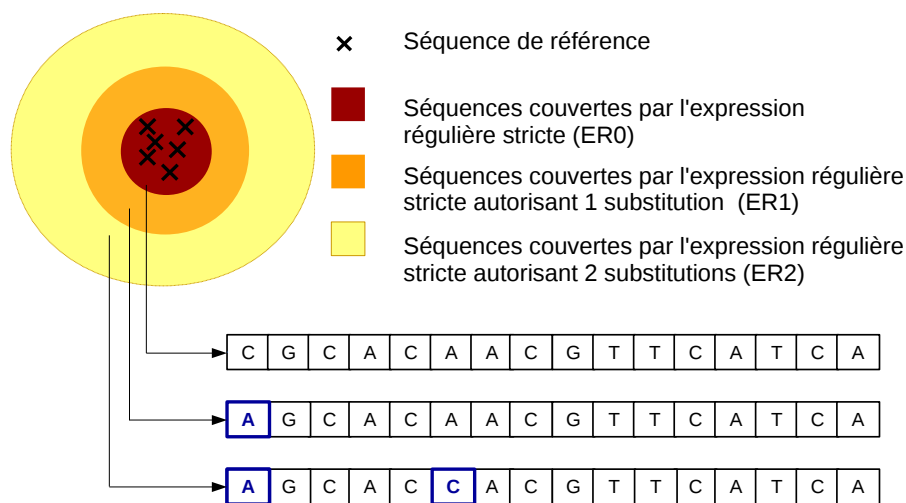 Séquence de référence
Séquences couvertes par l'expression
régulière stricte (ER0)
Séquences couvertes par l'expression régulière
stricte autorisant 1 substitution (ER1)
Séquences couvertes par l'expression régulière
stricte autorisant 2 substitutions (ER2)
C G C A C A A C G T T C A T C A
A G C A C A A C G T T C A T C A
A G C A C C A C G T T C A T C A